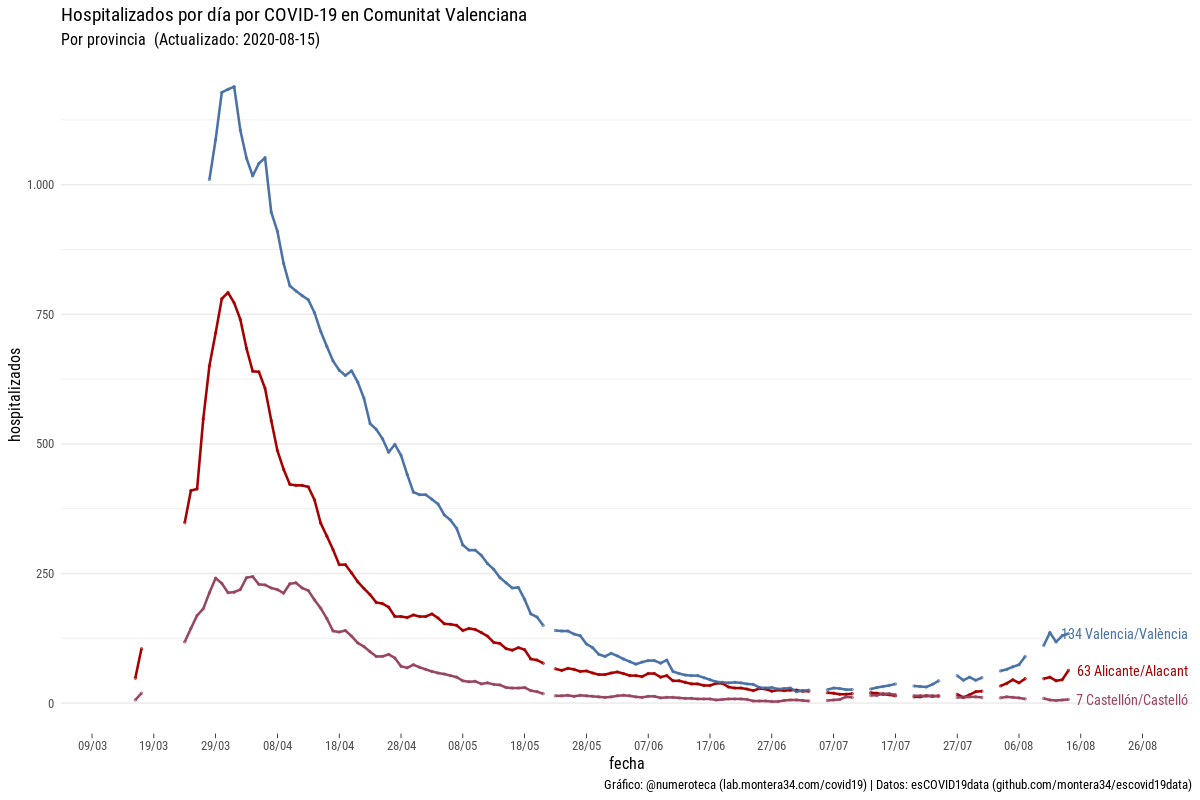 Hospitalizados por día por COVID-19 en Comunitat Valenciana
Por provincia  (Actualizado: 2020-08-15)
hospitalizados
1.000
750
500
250
0
134 Valencia/València
63 Alicante/Alacant
7 Castellón/Castelló
09/03 19/03 29/03 08/04 18/04 28/04 08/05 18/05 28/05 07/06 17/06 27/06 07/07 17/07 27/07 06/08 16/08 26/08
fecha
Gráfico: @numeroteca (lab.montera34.com/covid19) | Datos: esCOVID19data (github.com/montera34/escovid19data)